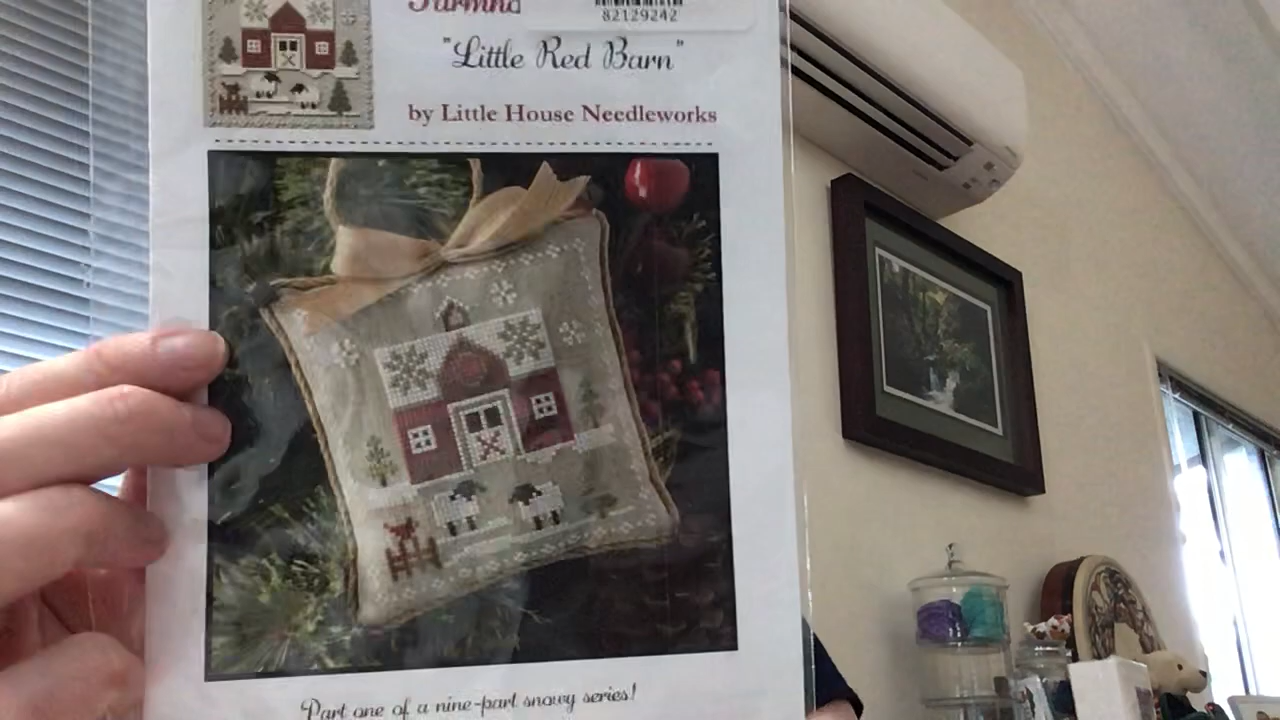 82129242
"Little Red Barn"
by Little House Needleworks
Part one of a nine-part snowy series!